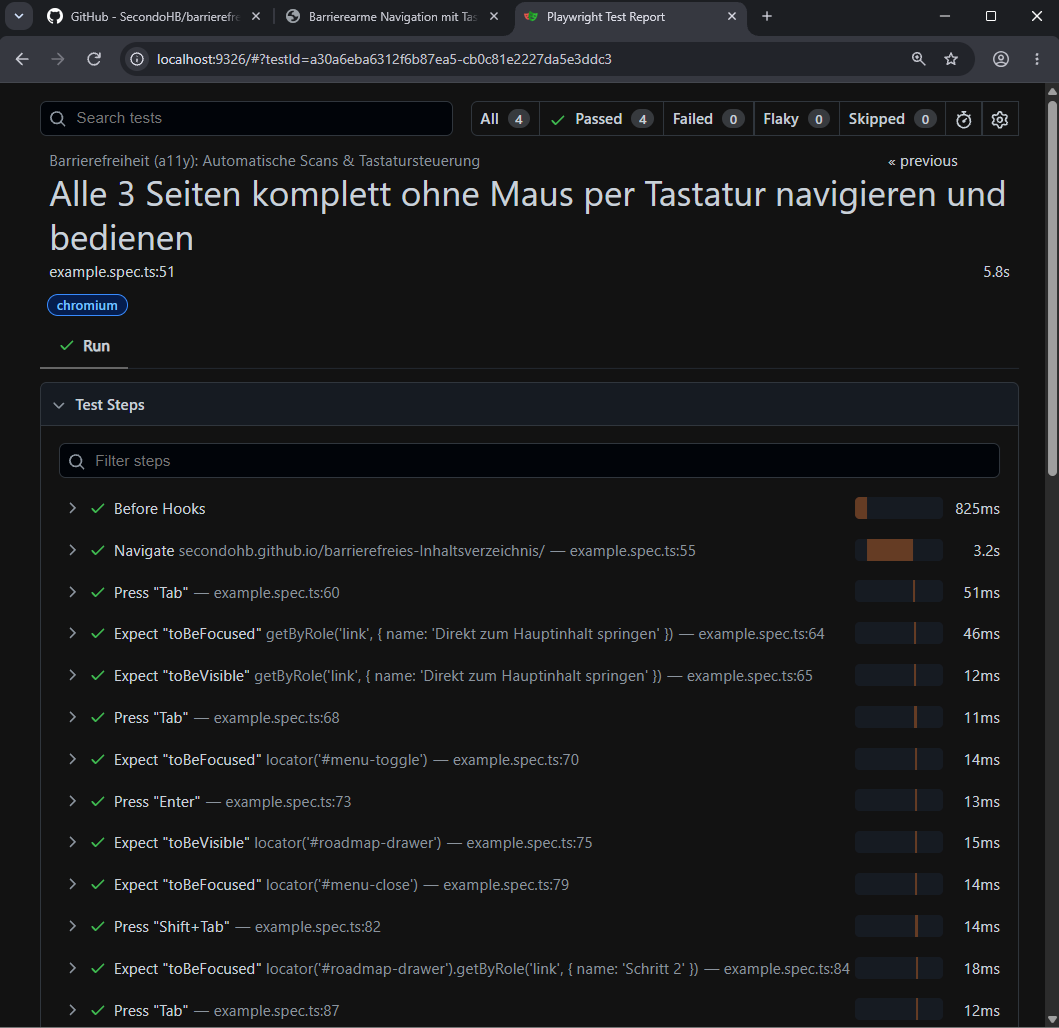 GitHub - SecondoHB/barrierefre
Barrierearme Navigation mit Tas
Playwright Test Report
localhost:9326/#?testId=a30a6eba6312f6b87ea5-cb0c81e2227da5e3ddc3
Search tests
All 4 Passed 4 Failed 0 Flaky 0 Skipped 0
Barrierefreiheit (a11y): Automatische Scans & Tastatursteuerung
« previous
Alle 3 Seiten komplett ohne Maus per Tastatur navigieren und
bedienen
example.spec.ts:51 5.8s
chromium
Run
Test Steps
Filter steps
Before Hooks 825ms
Navigate secondohb.github.io/barrierefreies-Inhaltsverzeichnis/ — example.spec.ts:55 3.2s
Press "Tab" — example.spec.ts:60 51ms
Expect "toBeFocused" getByRole('link', { name: 'Direkt zum Hauptinhalt springen' }) — example.spec.ts:64 46ms
Expect "toBeVisible" getByRole('link', { name: 'Direkt zum Hauptinhalt springen' }) — example.spec.ts:65 12ms
Press "Tab" — example.spec.ts:68 11ms
Expect "toBeFocused" locator('#menu-toggle') — example.spec.ts:70 14ms
Press "Enter" — example.spec.ts:73 13ms
Expect "toBeVisible" locator('#roadmap-drawer') — example.spec.ts:75 15ms
Expect "toBeFocused" locator('#menu-close') — example.spec.ts:79 14ms
Press "Shift+Tab" — example.spec.ts:82 14ms
Expect "toBeFocused" locator('#roadmap-drawer').getByRole('link', { name: 'Schritt 2' }) — example.spec.ts:84 18ms
Press "Tab" — example.spec.ts:87 12ms